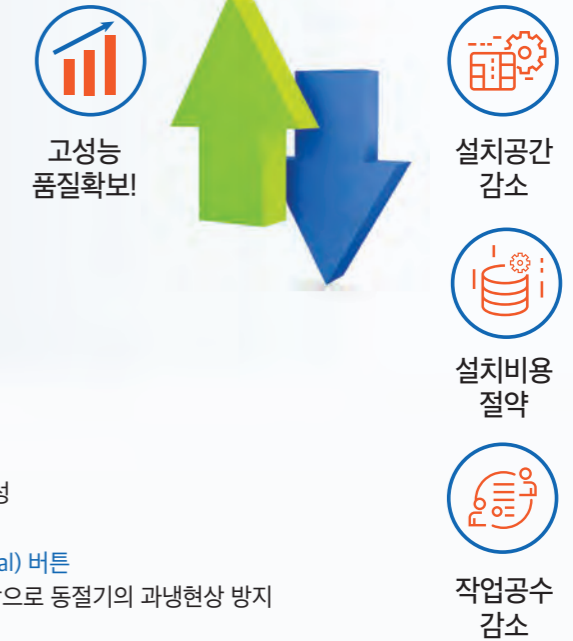 고성능
품질확보!
설치공간
감소
설치비용
절약
성
al) 버튼
으로 동절기의 과냉현상 방지
작업공수
감소